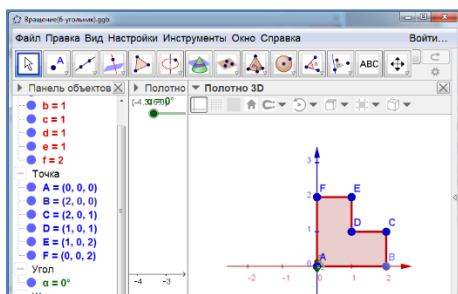 Вращение(6-угольник).ggb
Файл Правка Вид Настройки Инструменты Окно Справка Войти...
A ABC
Панель объектов Полотно Полотно 3D
b = 1
c = 1
d = 1
e = 1
f = 2
Точка
A = (0, 0, 0)
B = (2, 0, 0)
C = (2, 0, 1)
D = (1, 0, 1)
E = (1, 0, 2)
F = (0, 0, 2)
Угол
α = 0°
α = 0°
-4 -3
3
2 F E
1 D C
0 A B
-2 -1 0 1 2